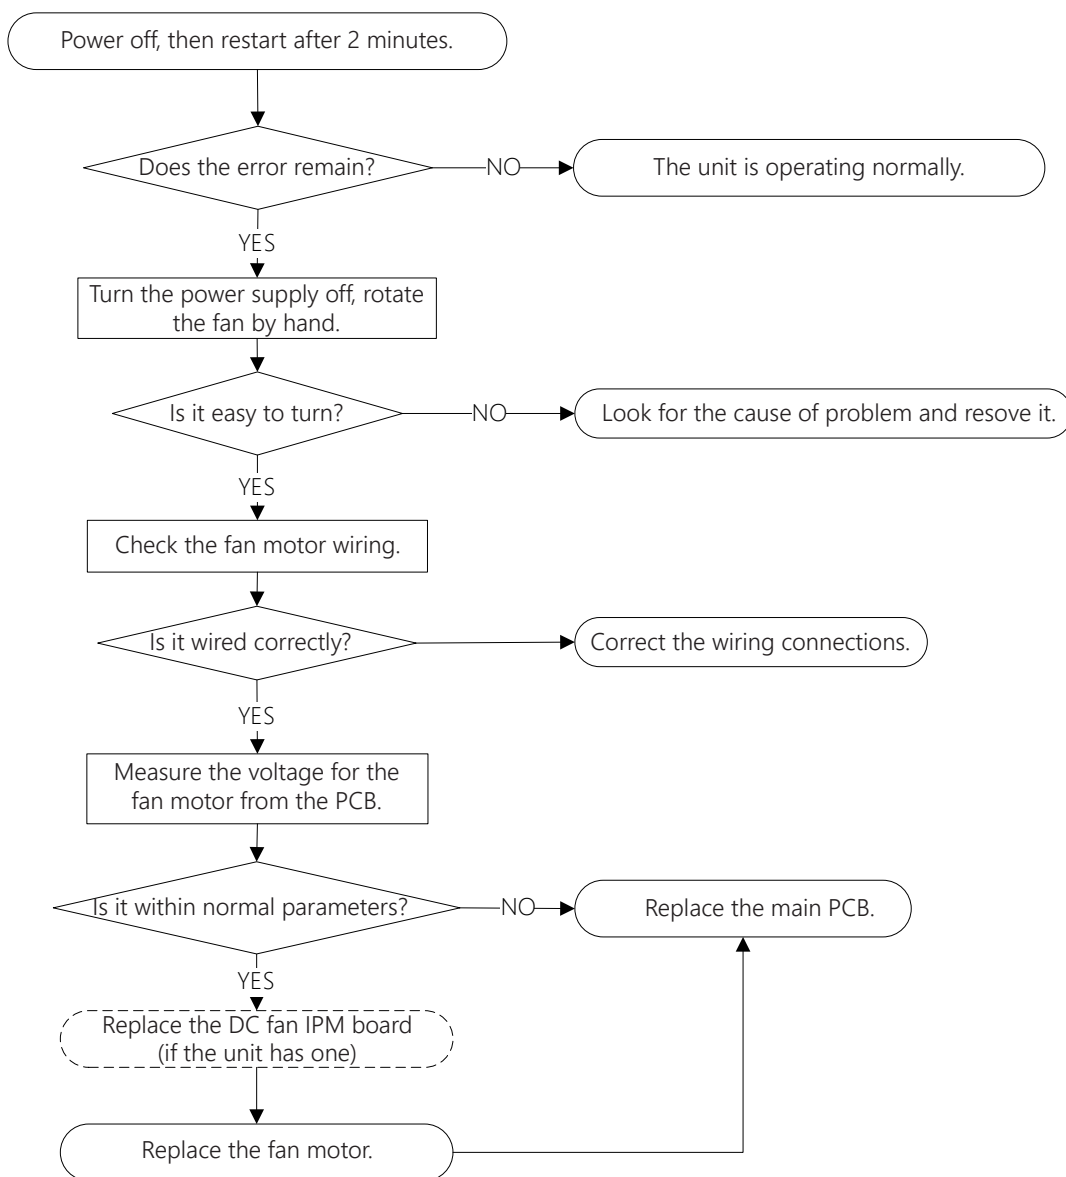 Power off, then restart after 2 minutes.
Does the error remain?
NO
The unit is operating normally.
YES
Turn the power supply off, rotate
the fan by hand.
Is it easy to turn?
NO
Look for the cause of problem and resove it.
YES
Check the fan motor wiring.
Is it wired correctly?
Correct the wiring connections.
YES
Measure the voltage for the
fan motor from the PCB.
Is it within normal parameters?
NO
Replace the main PCB.
YES
Replace the DC fan IPM board
(if the unit has one)
Replace the fan motor.